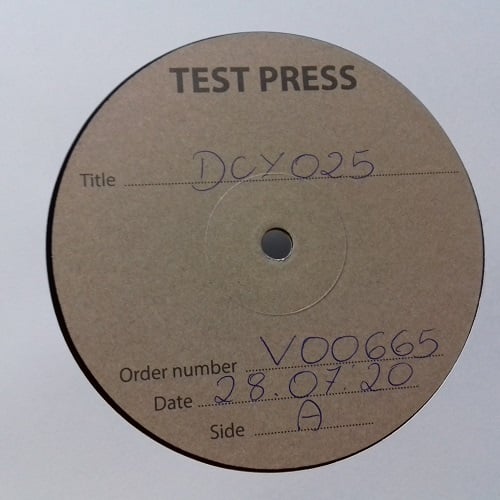 TEST PRESS
Title DCY025
Order number V00665
Date 28.07.20
Side A